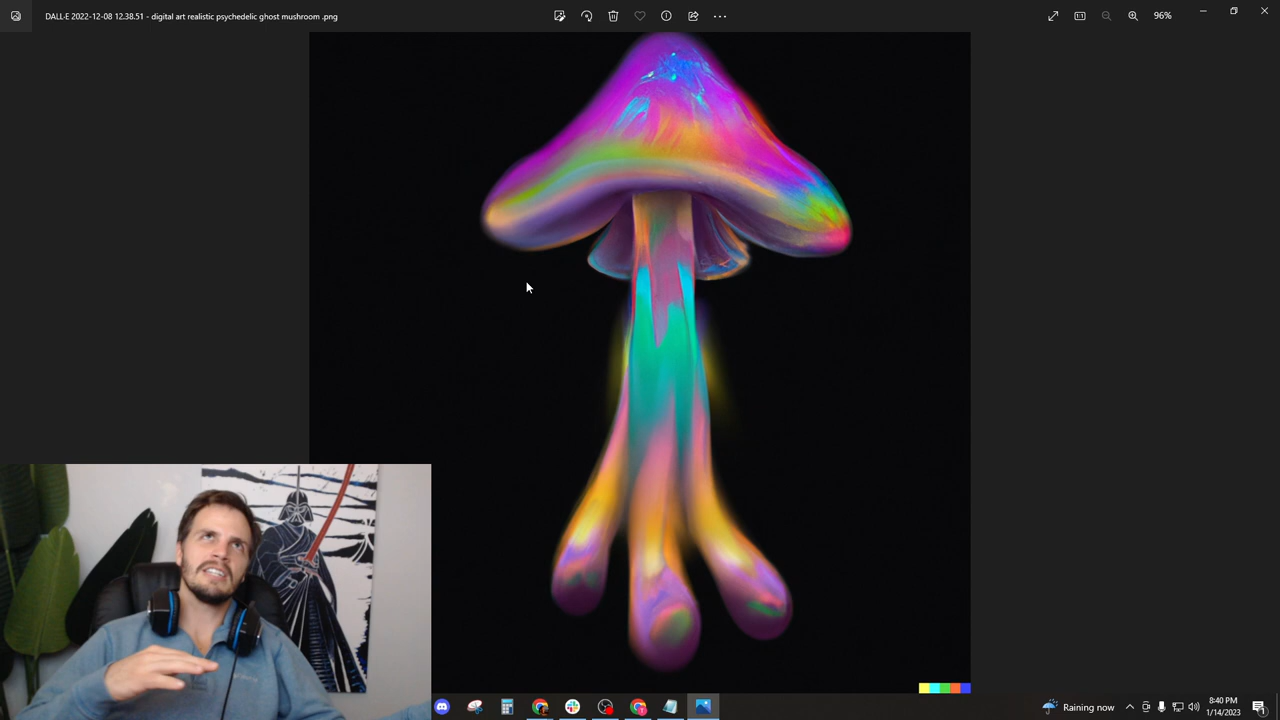 DALL·E 2022-12-08 12.38.51 - digital art realistic psychedelic ghost mushroom .png
96%
Raining now
8:40 PM
1/14/2023